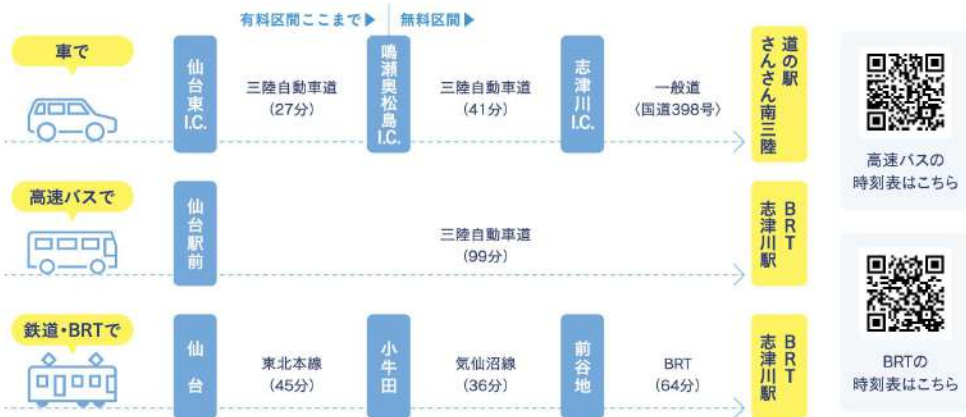 有料区間ここまで▶ 無料区間▶
車で
仙台東I.C.
三陸自動車道
(27分)
鳴瀬奥松島I.C.
三陸自動車道
(41分)
志津川I.C.
一般道
〈国道398号〉
道の駅
さんさん南三陸
高速バスの
時刻表はこちら
高速バスで
仙台駅前
三陸自動車道
(99分)
BRT
志津川駅
鉄道・BRTで
仙台
東北本線
(45分)
小牛田
気仙沼線
(36分)
前谷地
BRT
(64分)
BRT
志津川駅
BRTの
時刻表はこちら